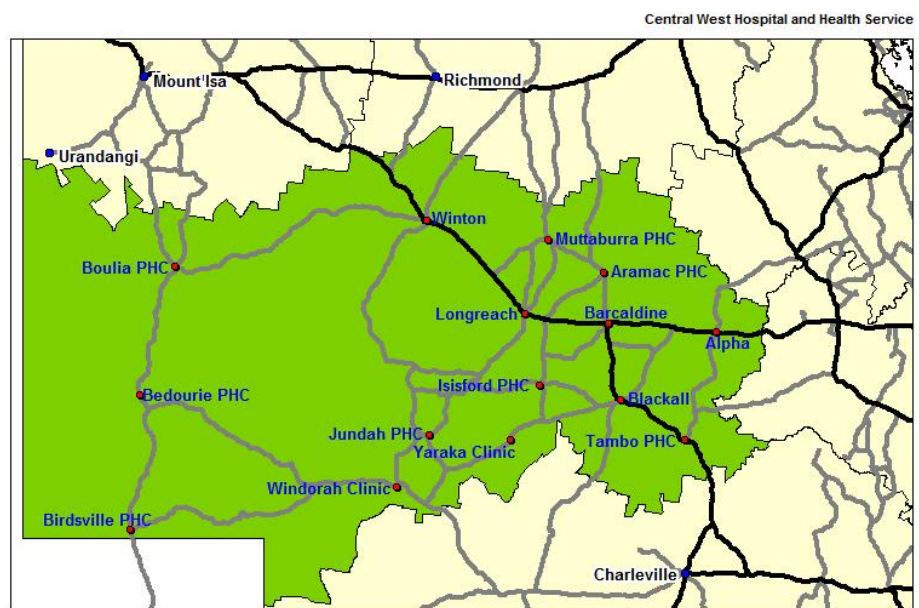 Central West Hospital and Health Service
Mount Isa
Richmond
Urandangi
Winton
Muttaburra PHC
Boulia PHC
Aramac PHC
Longreach
Barcaldine
Alpha
Isisford PHC
Bedourie PHC
Blackall
Jundah PHC
Yaraka Clinic
Tambo PHC
Windorah Clinic
Birdsville PHC
Charleville